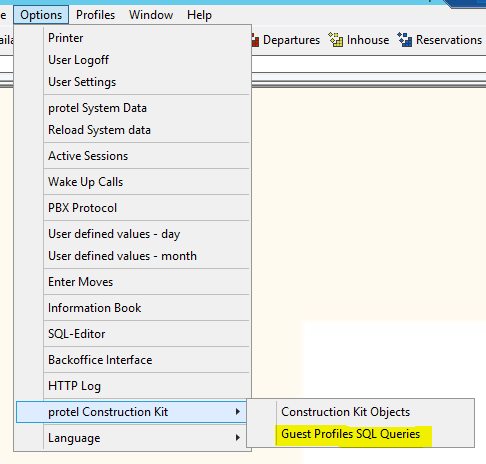 e Options Profiles Window Help
Departures Inhouse Reservations
Printer
User Logoff
User Settings
protel System Data
Reload System data
Active Sessions
Wake Up Calls
PBX Protocol
User defined values - day
User defined values - month
Enter Moves
Information Book
SQL-Editor
Backoffice Interface
HTTP Log
protel Construction Kit
Construction Kit Objects
Guest Profiles SQL Queries
Language